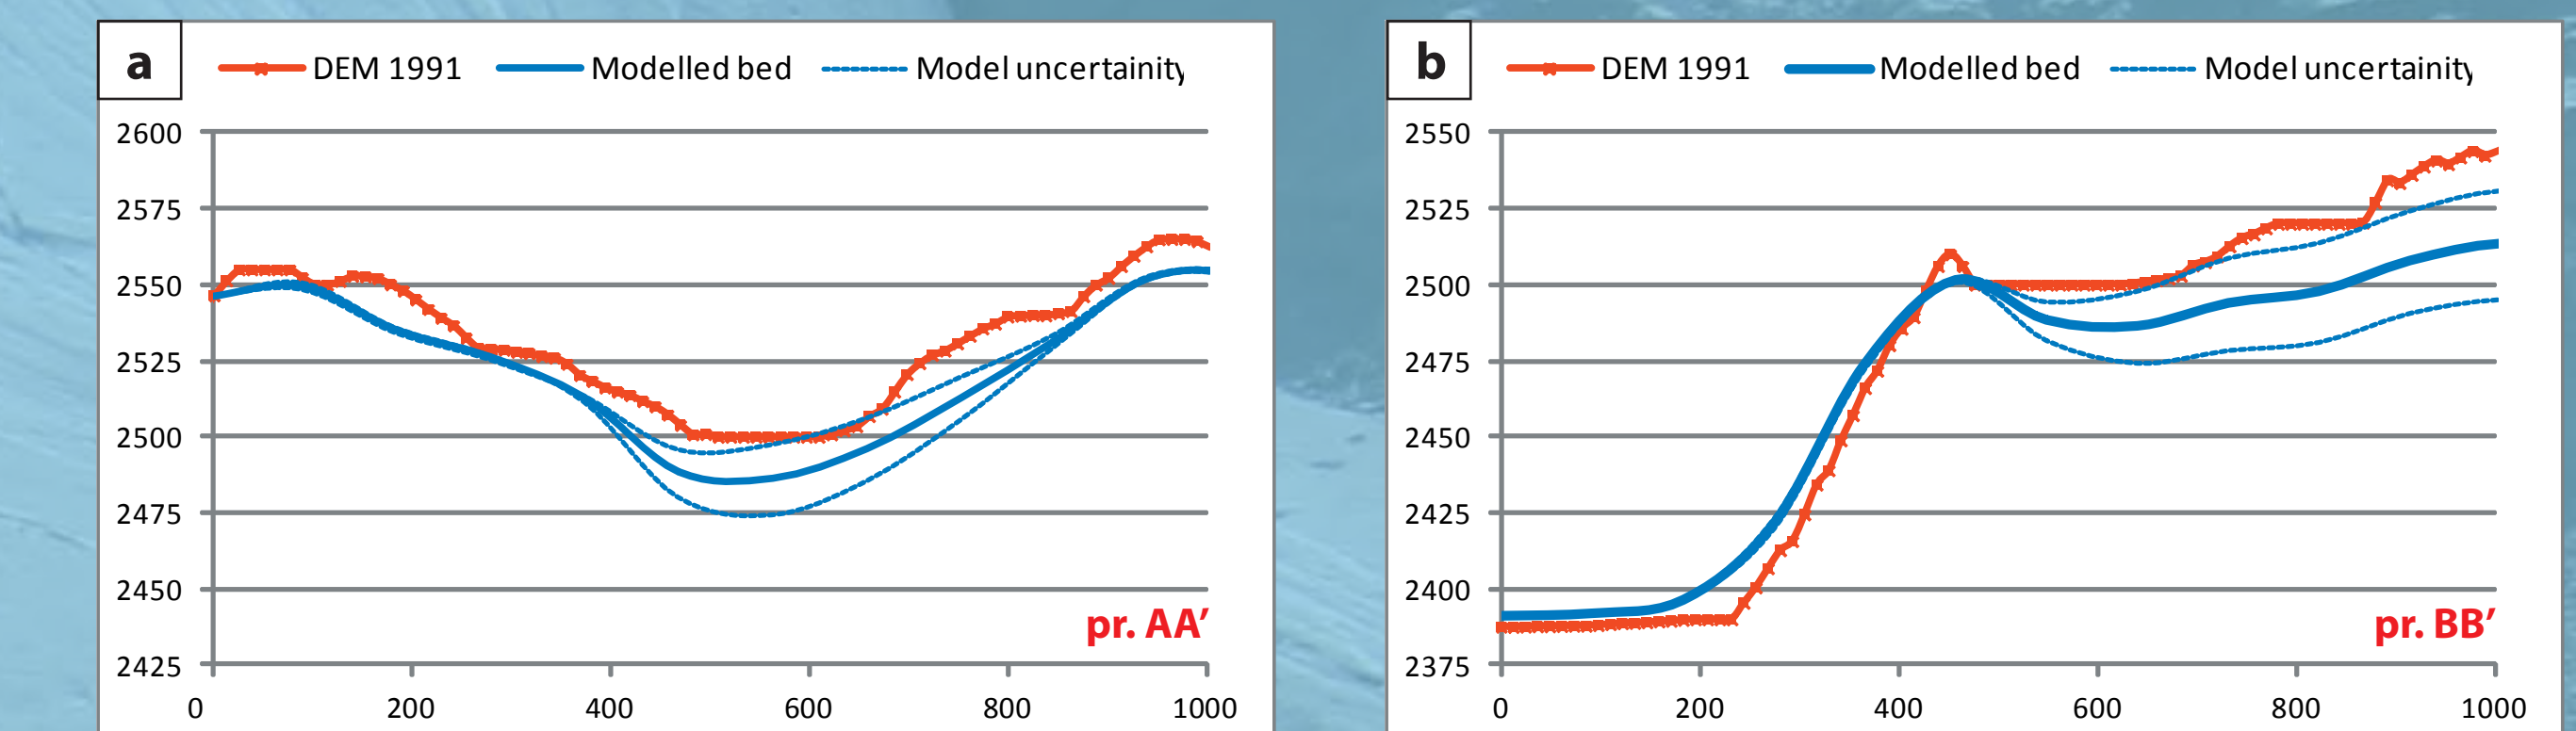 a
DEM 1991 Modelled bed Model uncertainity
2600
2575
2550
2525
2500
2475
2450
2425
0 200 400 600 800 1000
pr. AA’
b
DEM 1991 Modelled bed Model uncertainity
2550
2525
2500
2475
2450
2425
2400
2375
0 200 400 600 800 1000
pr. BB’